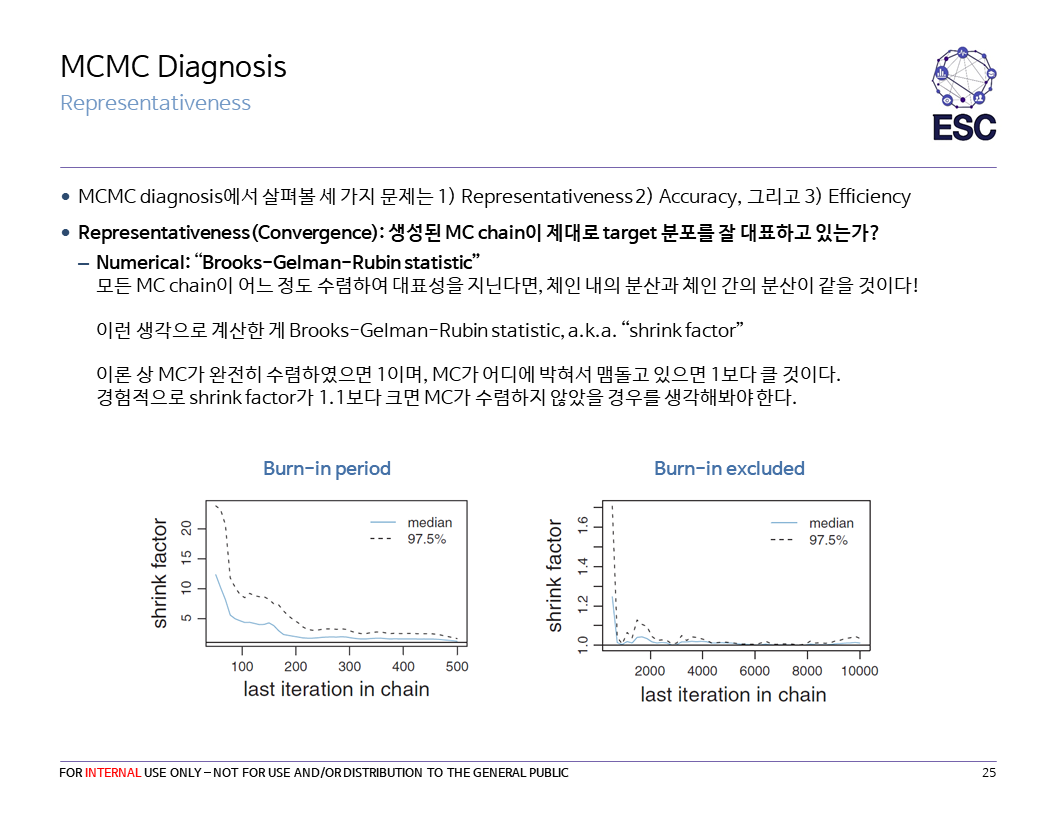 MCMC Diagnosis
Representativeness
ESC
• MCMC diagnosis에서 살펴볼 세 가지 문제는 1) Representativeness 2) Accuracy, 그리고 3) Efficiency
• Representativeness (Convergence): 생성된 MC chain이 제대로 target 분포를 잘 대표하고 있는가?
– Numerical: “Brooks-Gelman-Rubin statistic”
모든 MC chain이 어느 정도 수렴하여 대표성을 지닌다면, 체인 내의 분산과 체인 간의 분산이 같을 것이다!
이런 생각으로 계산한 게 Brooks-Gelman-Rubin statistic, a.k.a. “shrink factor”
이론 상 MC가 완전히 수렴하였으면 1이며, MC가 어디에 박혀서 맴돌고 있으면 1보다 클 것이다.
경험적으로 shrink factor가 1.1보다 크면 MC가 수렴하지 않았을 경우를 생각해봐야 한다.
Burn-in period
shrink factor
5 10 15 20
median
97.5%
100 200 300 400 500
last iteration in chain
Burn-in excluded
shrink factor
1.0 1.2 1.4 1.6
median
97.5%
2000 4000 6000 8000 10000
last iteration in chain
FOR INTERNAL USE ONLY – NOT FOR USE AND/OR DISTRIBUTION TO THE GENERAL PUBLIC
25